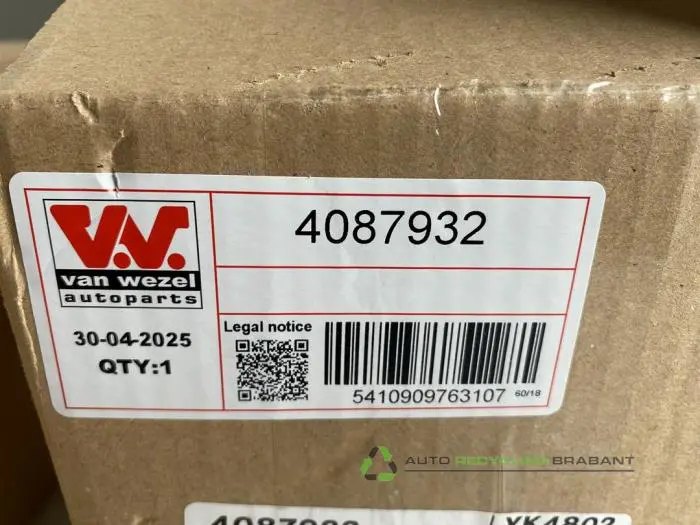 4087932
V.W.
van wezel
autoparts
30-04-2025
QTY:1
Legal notice
5410909763107 60/18
AUTO RECYCLING BRABANT